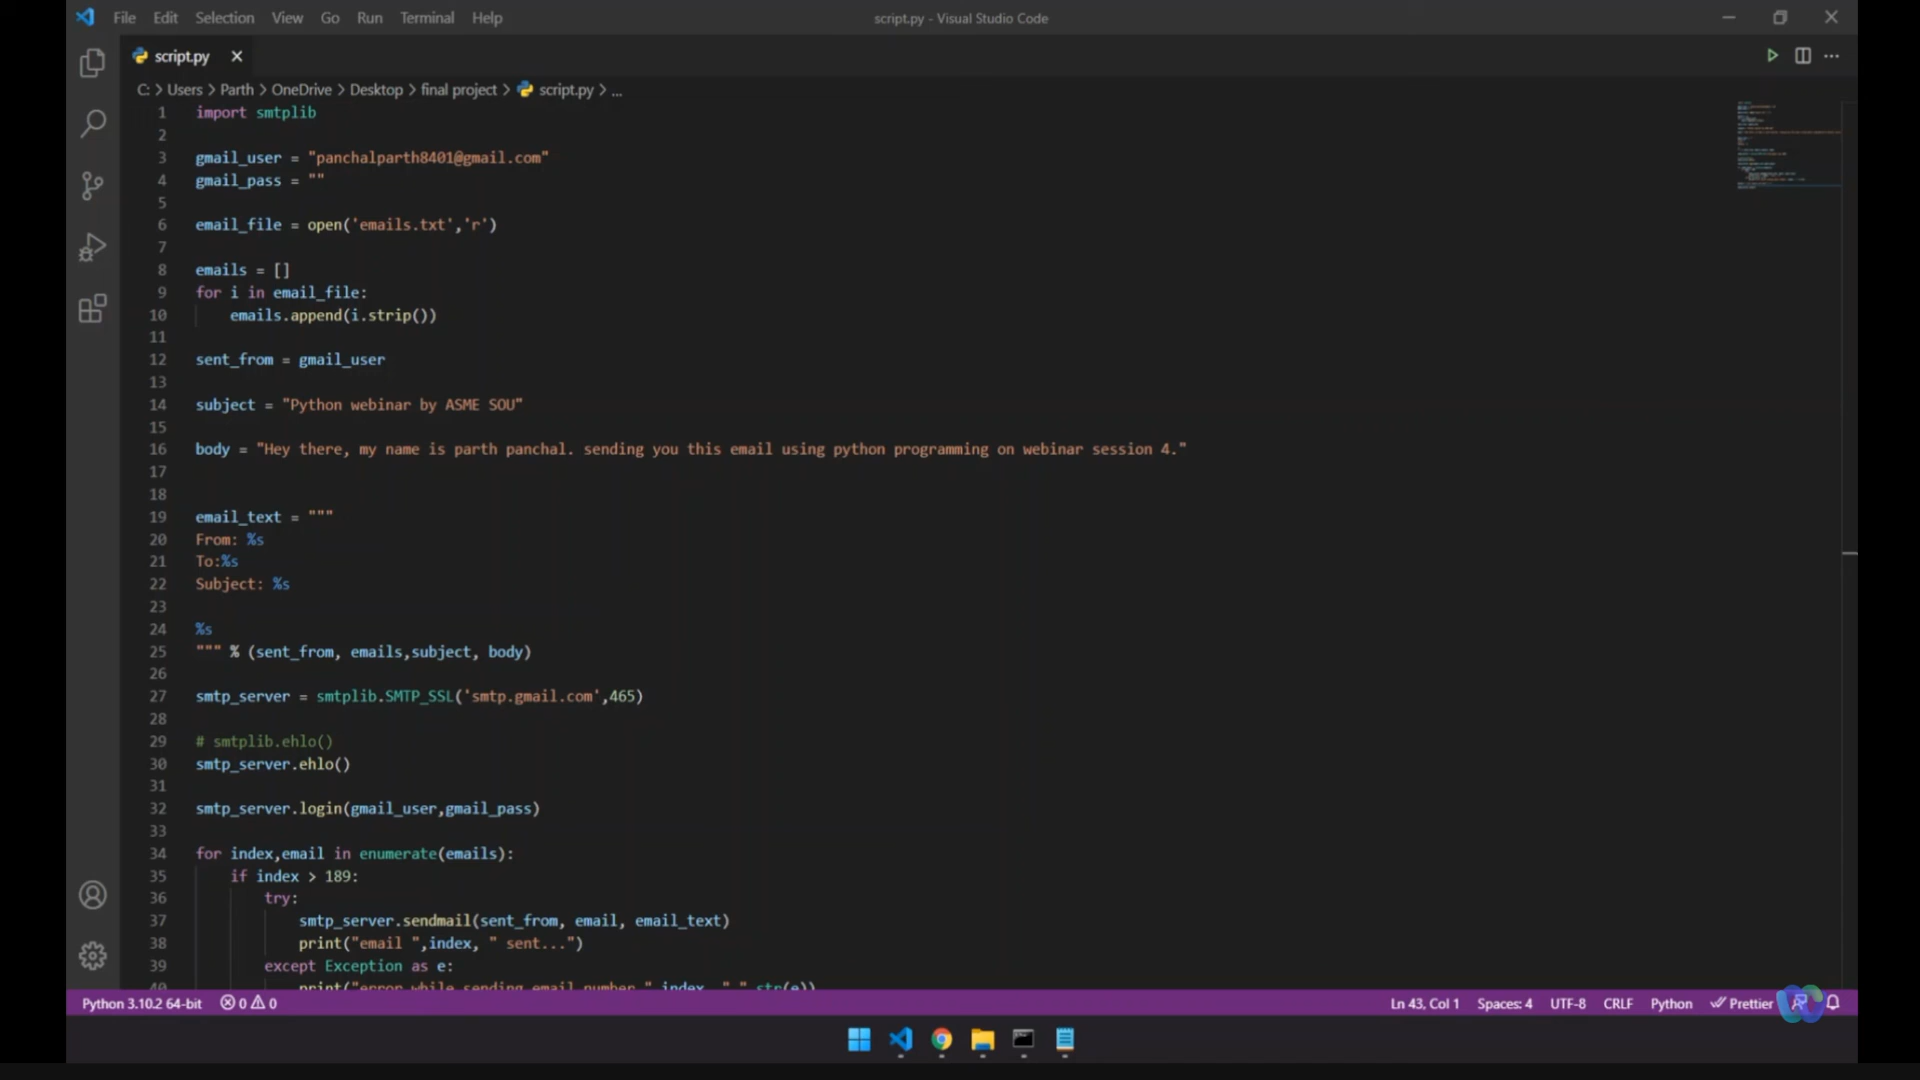 File Edit Selection View Go Run Terminal Help script.py - Visual Studio Code
script.py
C: > Users > Parth > OneDrive > Desktop > final project > script.py > ...
1 import smtplib
2
3 gmail_user = "panchalparth8401@gmail.com"
4 gmail_pass = ""
5
6 email_file = open('emails.txt','r')
7
8 emails = []
9 for i in email_file:
10 emails.append(i.strip())
11
12 sent_from = gmail_user
13
14 subject = "Python webinar by ASME SOU"
15
16 body = "Hey there, my name is parth panchal. sending you this email using python programming on webinar session 4."
17
18
19 email_text = """
20 From: %s
21 To:%s
22 Subject: %s
23
24 %s
25 """ % (sent_from, emails,subject, body)
26
27 smtp_server = smtplib.SMTP_SSL('smtp.gmail.com',465)
28
29 # smtplib.ehlo()
30 smtp_server.ehlo()
31
32 smtp_server.login(gmail_user,gmail_pass)
33
34 for index,email in enumerate(emails):
35 if index > 189:
36 try:
37 smtp_server.sendmail(sent_from, email, email_text)
38 print("email ",index, " sent...")
39 except Exception as e:
40 print("error while sending email number " index, " " str(e))
Python 3.10.2 64-bit 0 0 Ln 43, Col 1 Spaces: 4 UTF-8 CRLF Python Prettier